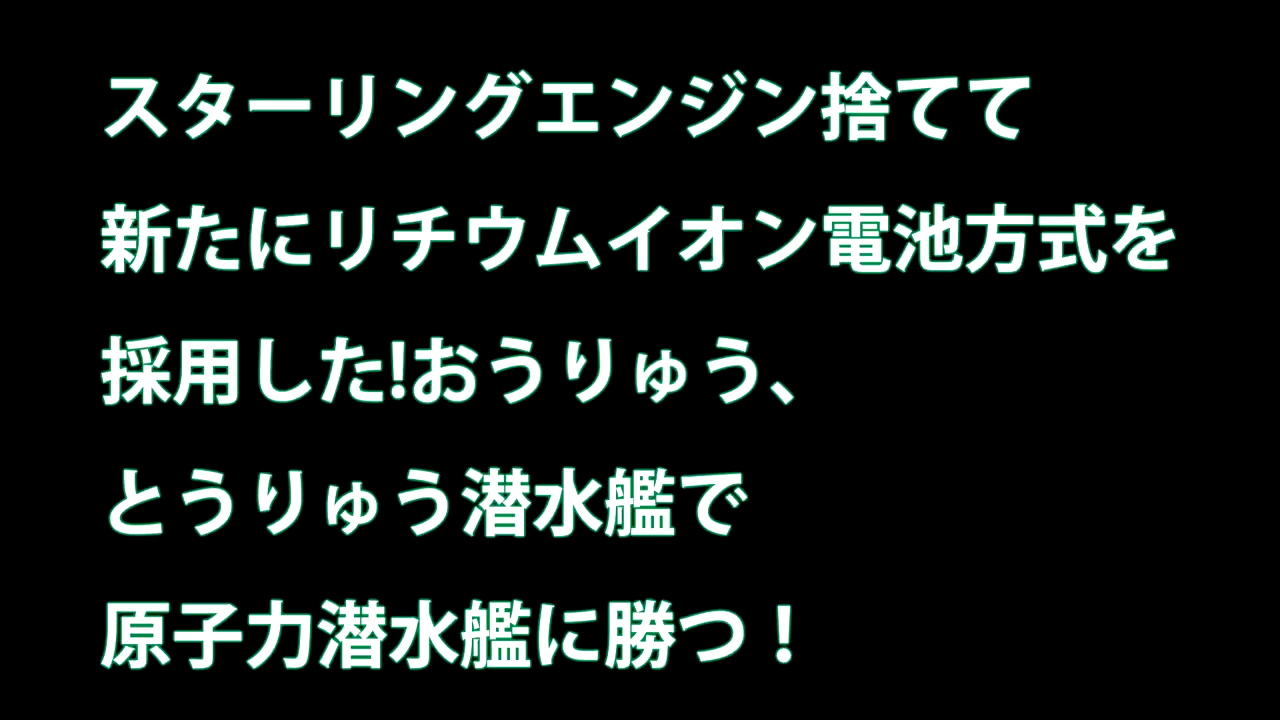 スターリングエンジン捨てて
新たにリチウムイオン電池方式を
採用した!おうりゅう、
とうりゅう潜水艦で
原子力潜水艦に勝つ！